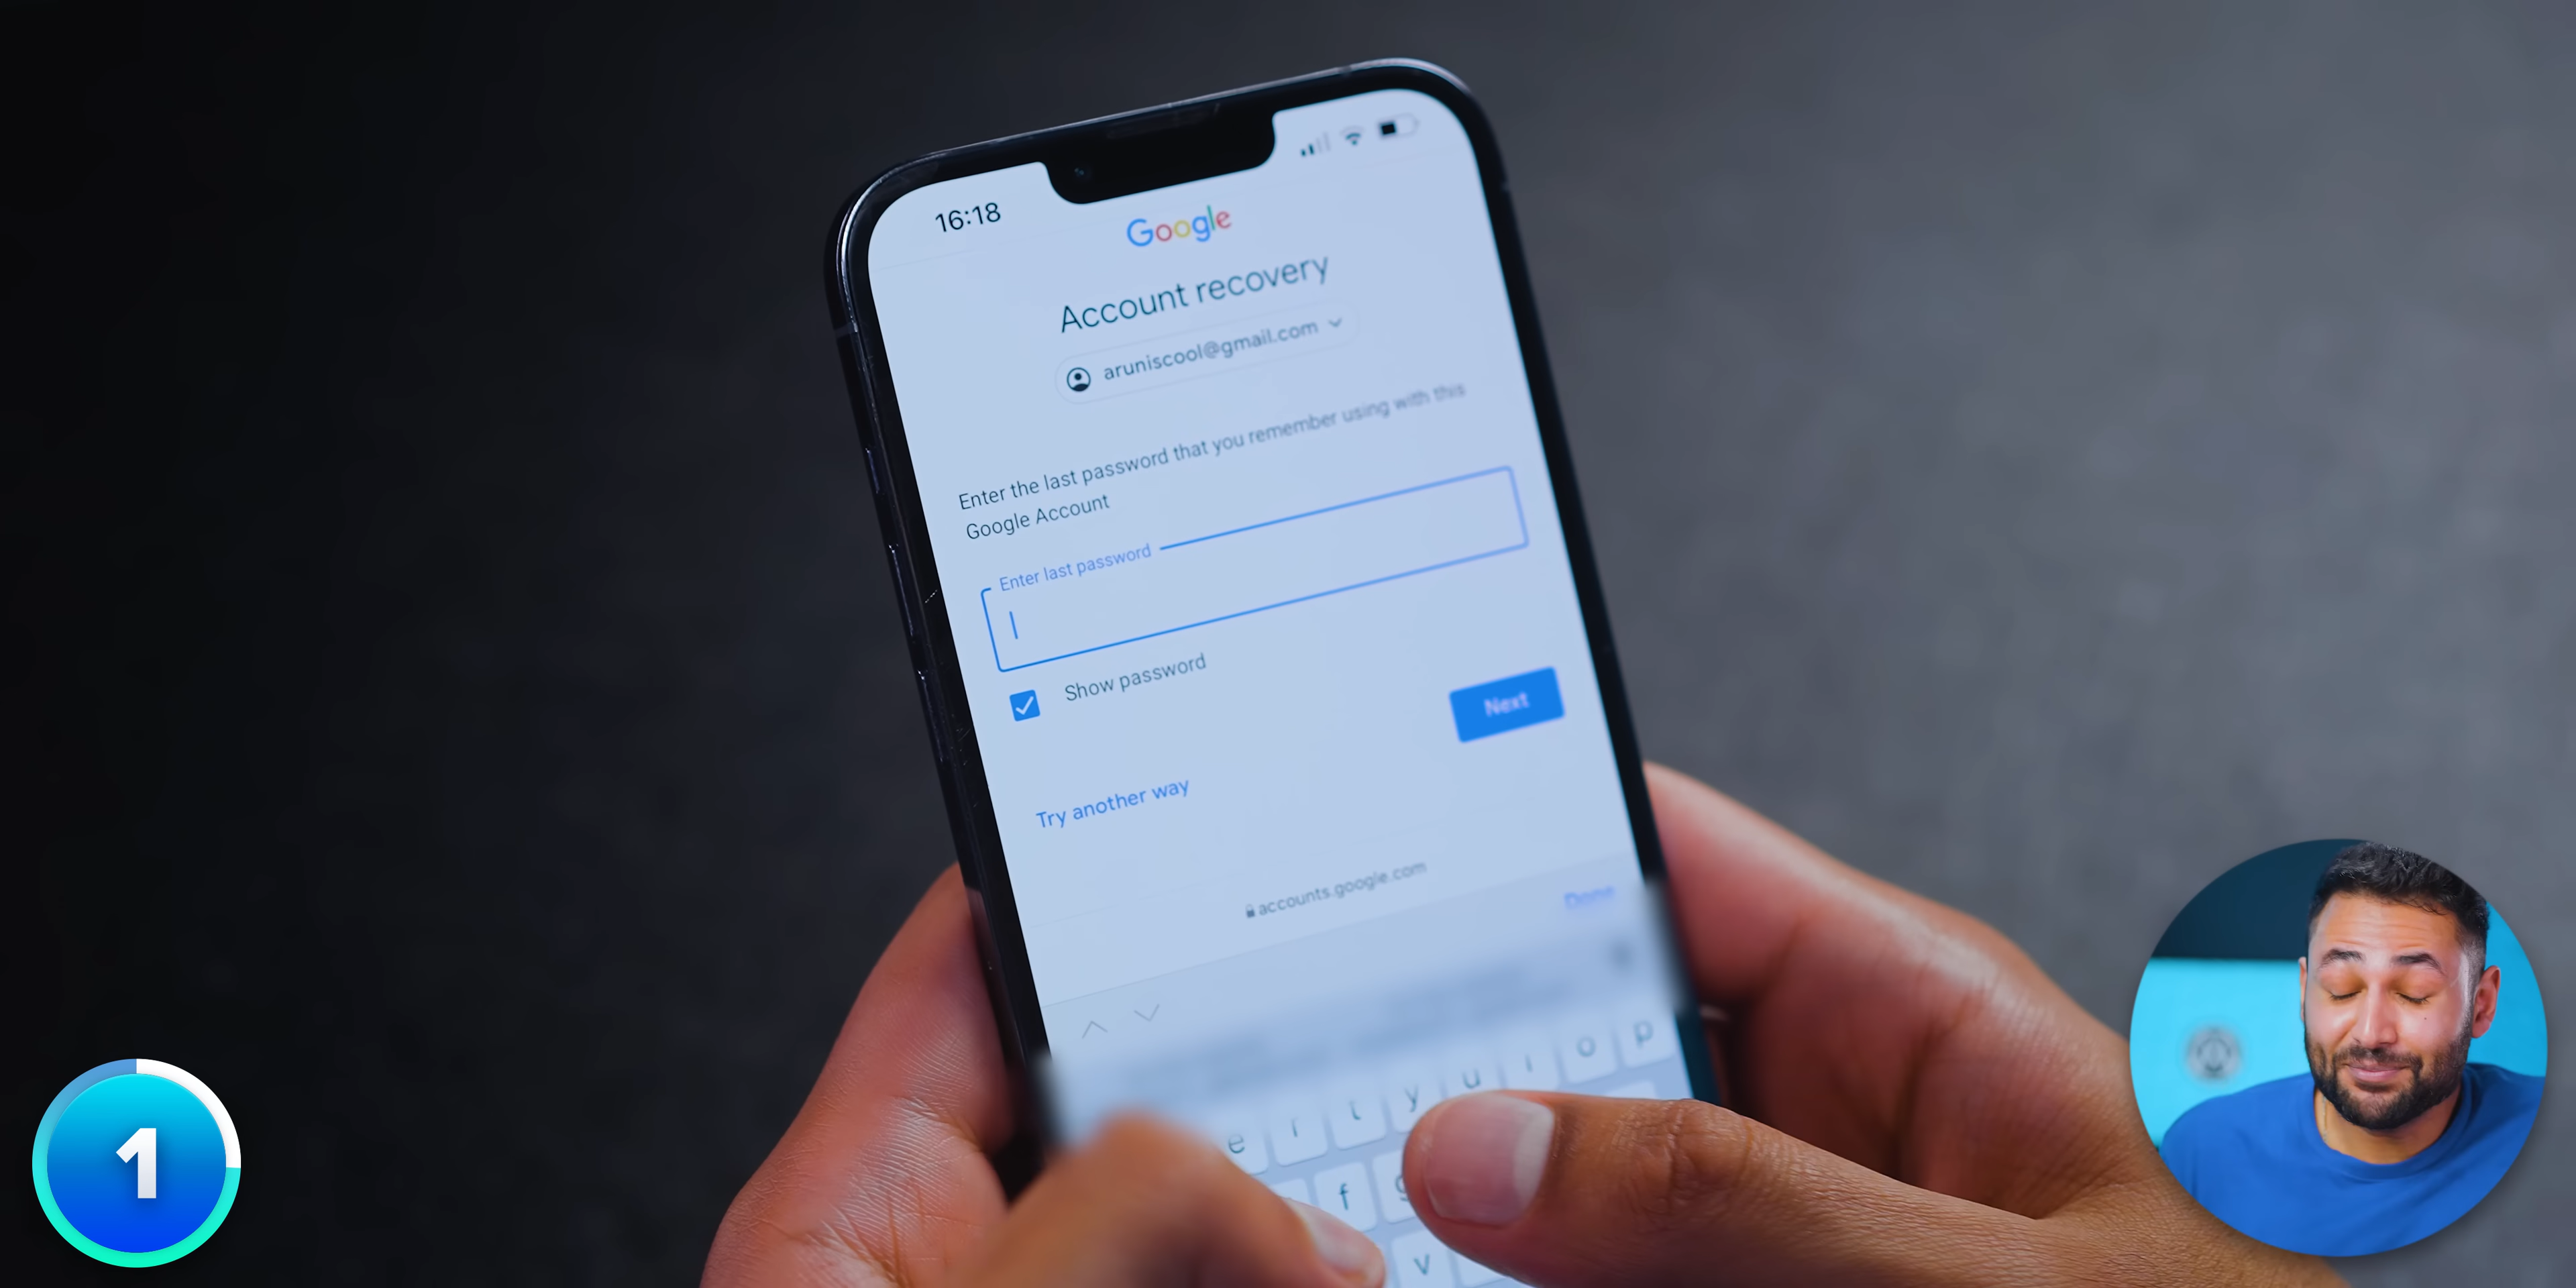 16:18
Google
Account recovery
aruniscool@gmail.com
Enter the last password that you remember using with this
Google Account
Enter last password
Show password
Next
Try another way
accounts.google.com
Done
e r t y u i o p
f g
v
1